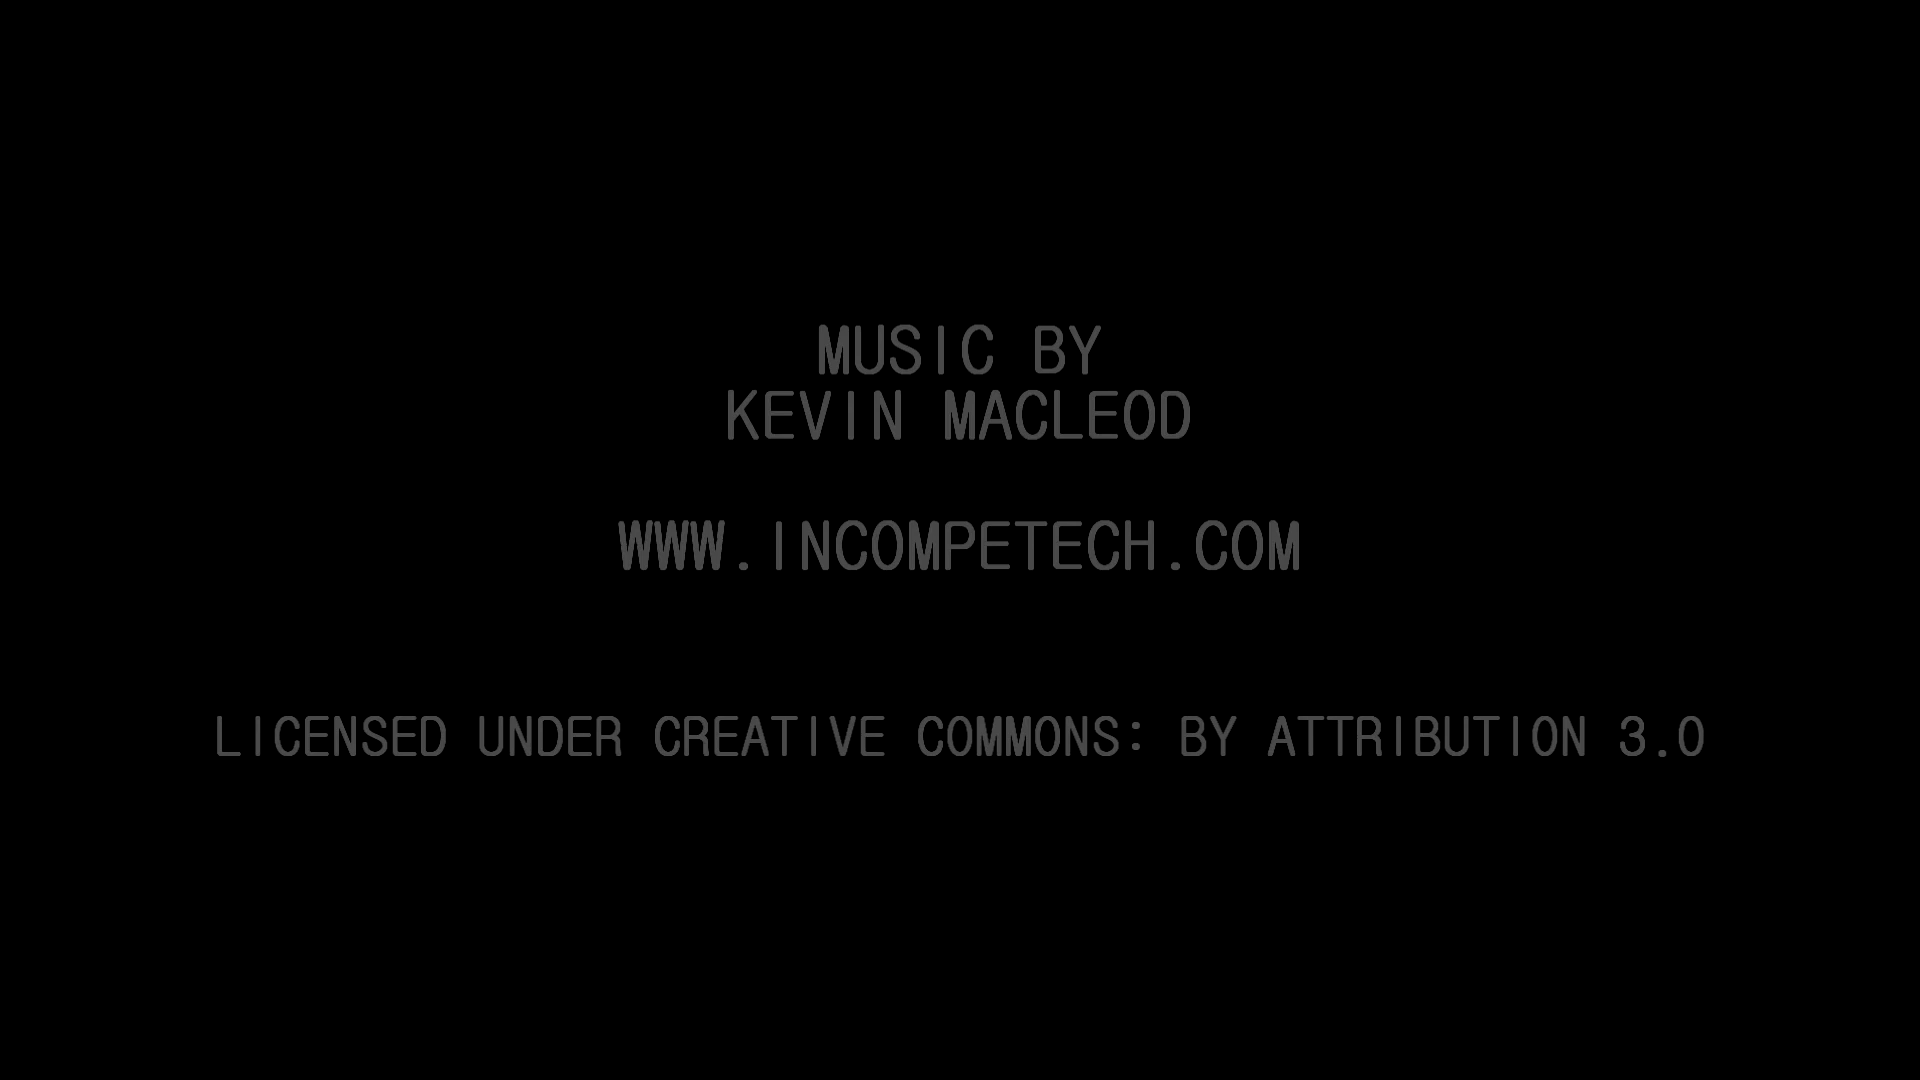 MUSIC BY
KEVIN MACLEOD
WWW.INCOMPETECH.COM
LICENSED UNDER CREATIVE COMMONS: BY ATTRIBUTION 3.0